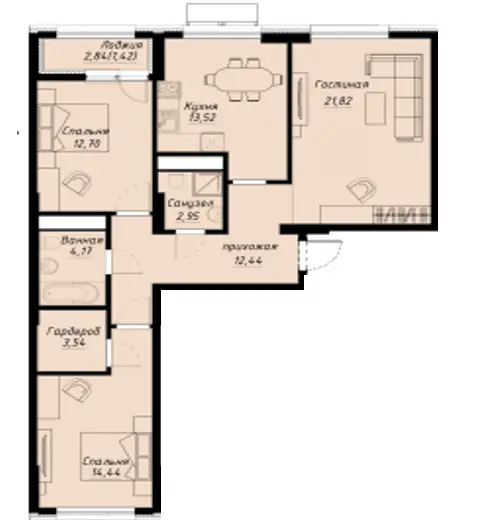 Лоджия
2,84(1,42)
Гостиная
21,82
Кухня
13,52
Спальня
12,70
Санузел
2,95
Ванная
4,17
прихожая
12,44
Гардероб
3,54
Спальня
14,44